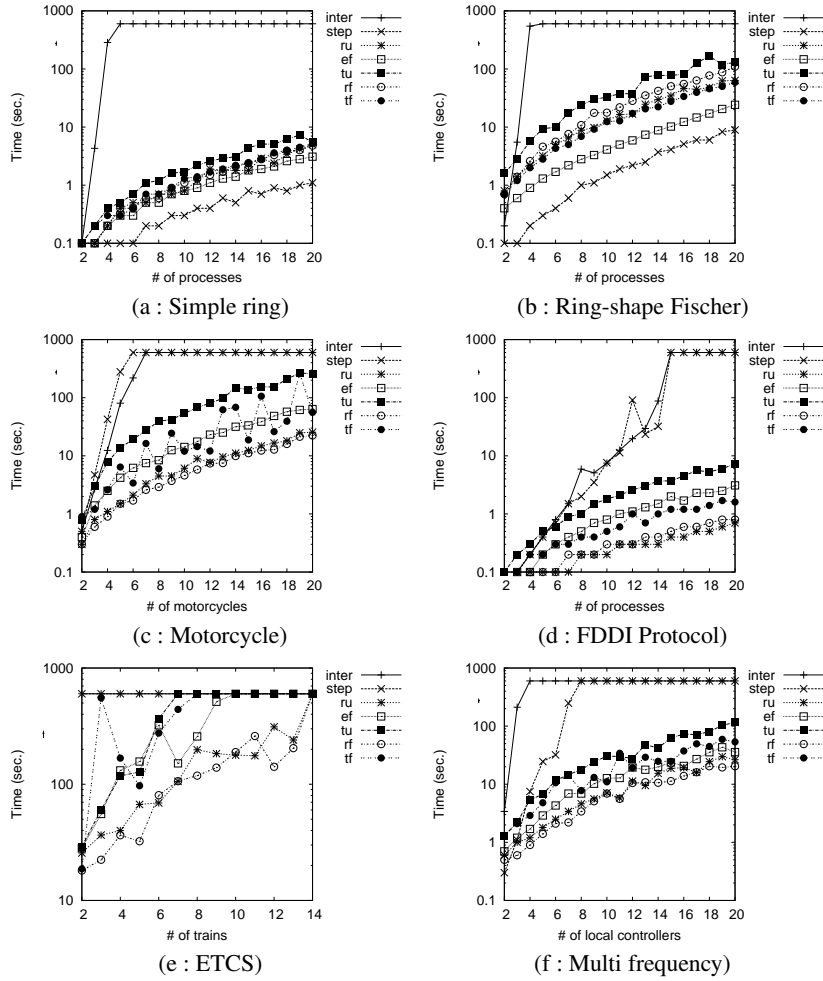 1000
100
10
1
0.1
Time (sec.)
2 4 6 8 10 12 14 16 18 20
# of processes
inter
step
ru
ef
tu
rf
tf
(a : Simple ring)
1000
100
10
1
0.1
Time (sec.)
2 4 6 8 10 12 14 16 18 20
# of processes
inter
step
ru
ef
tu
rf
tf
(b : Ring-shape Fischer)
1000
100
10
1
0.1
Time (sec.)
2 4 6 8 10 12 14 16 18 20
# of motorcycles
inter
step
ru
ef
tu
rf
tf
(c : Motorcycle)
1000
100
10
1
0.1
Time (sec.)
2 4 6 8 10 12 14 16 18 20
# of processes
inter
step
ru
ef
tu
rf
tf
(d : FDDI Protocol)
1000
100
10
Time (sec.)
2 4 6 8 10 12 14
# of trains
inter
step
ru
ef
tu
rf
tf
(e : ETCS)
1000
100
10
1
0.1
Time (sec.)
2 4 6 8 10 12 14 16 18 20
# of local controllers
inter
step
ru
ef
tu
rf
tf
(f : Multi frequency)